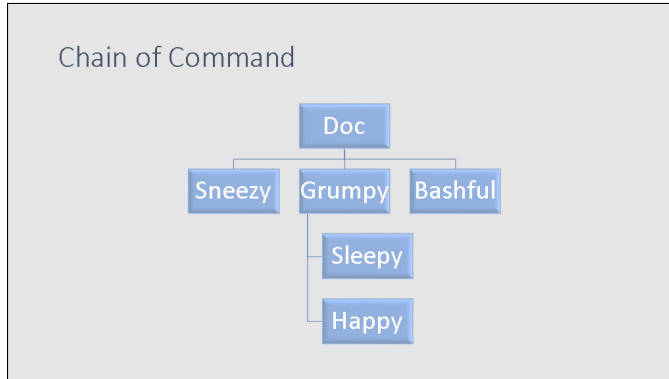 Chain of Command
Doc
Sneezy Grumpy Bashful
Sleepy
Happy